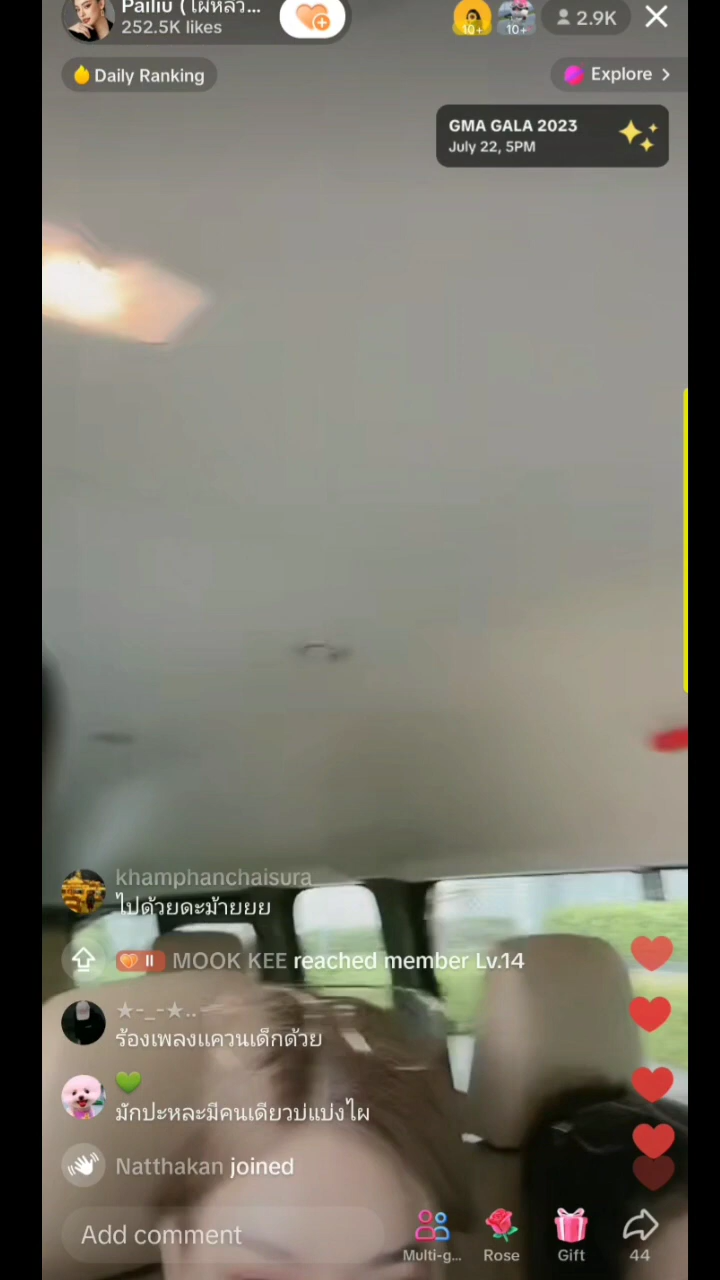 Pailiu (ไผ่หลิว...
252.5K likes
10+
10+
2.9K
Daily Ranking
Explore >
GMA GALA 2023
July 22, 5PM
khamphanchaisura
ไปด้วยดะม้ายยย
II MOOK KEE reached member Lv.14
★-_-★..
ร้องเพลงแควนเด็กด้วย
มักปะหละมีคนเดียวบ่แบ่งไผ
Natthakan joined
Add comment
Multi-g...
Rose
Gift
44